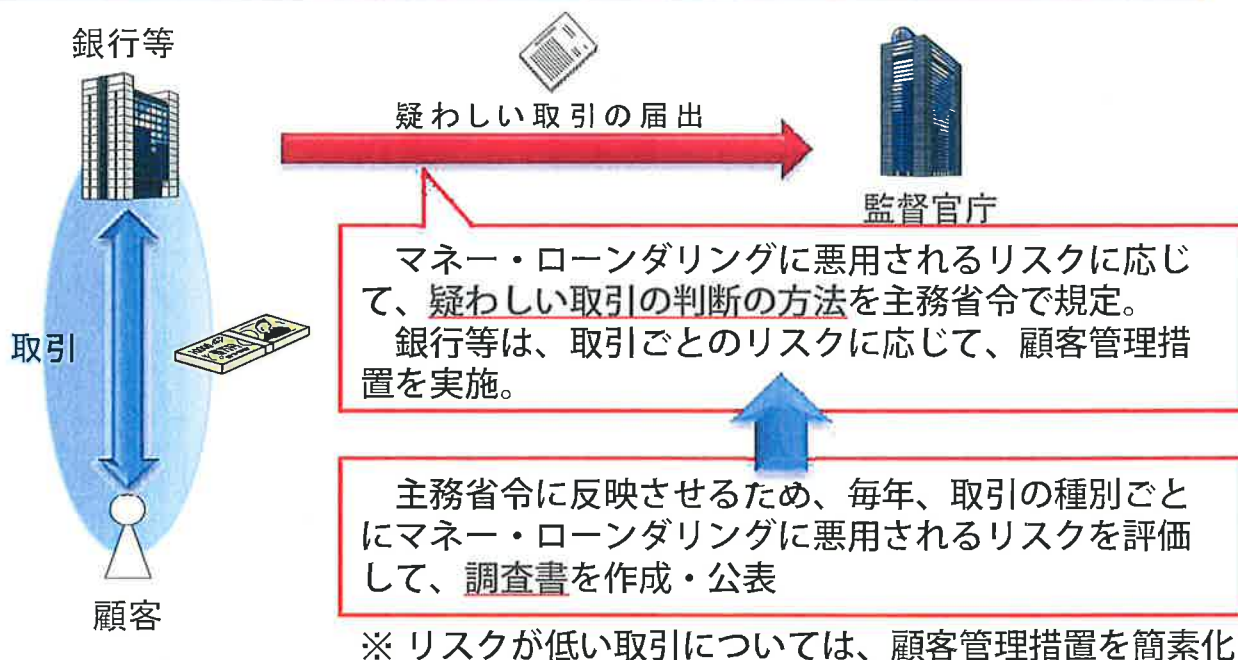 銀行等
疑わしい取引の届出
監督官庁
マネー・ローンダリングに悪用されるリスクに応じ
て、疑わしい取引の判断の方法を主務省令で規定。
銀行等は、取引ごとのリスクに応じて、顧客管理措
置を実施。
取引
主務省令に反映させるため、毎年、取引の種別ごと
にマネー・ローンダリングに悪用されるリスクを評価
して、調査書を作成・公表
顧客
※ リスクが低い取引については、顧客管理措置を簡素化